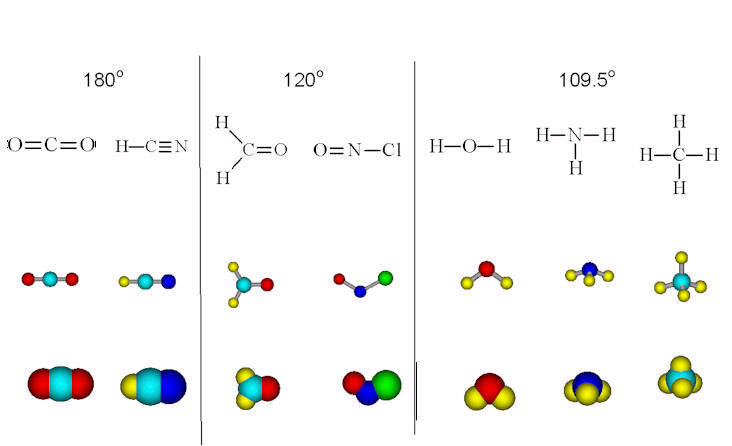 180°
120°
109.5°
O=C=O
H—C≡N
H
C=O
H
O=N—Cl
H—O—H
H—N—H
H
H
H—C—H
H